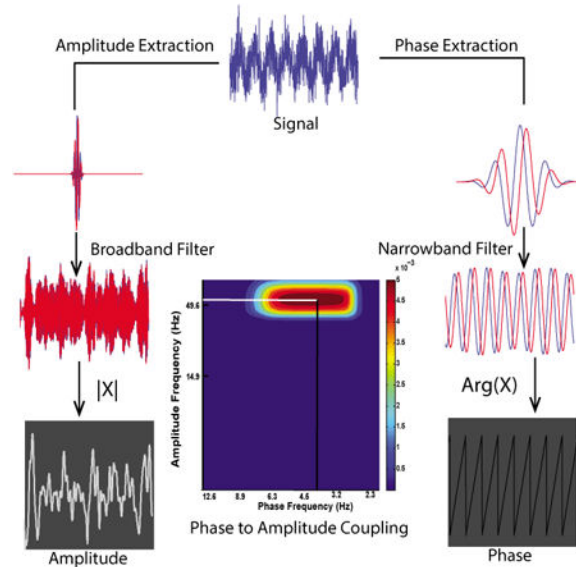 Amplitude Extraction
Phase Extraction
Signal
Broadband Filter
Narrowband Filter
|X|
Arg(X)
Amplitude Frequency (Hz)
49.6
14.9
12.6 8.9 6.3 4.6 3.2 2.3
Phase Frequency (Hz)
x 10⁻³
5
4.5
4
3.5
3
2.5
2
1.5
1
0.5
Phase to Amplitude Coupling
Amplitude
Phase